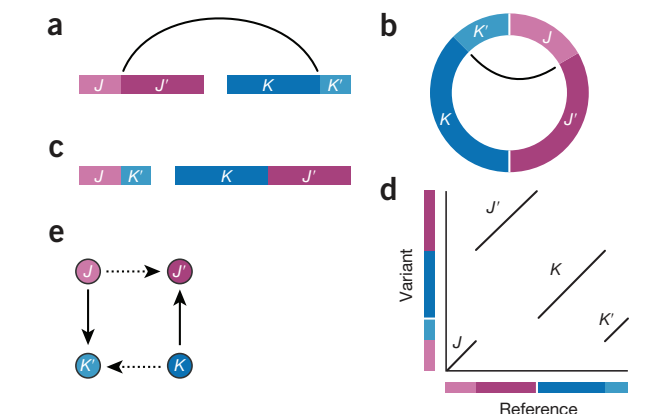 a
J J′ K K′
b
K′ J
K J′
c
J K′ K J′
d
J′
K
K′
J
Variant
Reference
e
J J′
K′ K